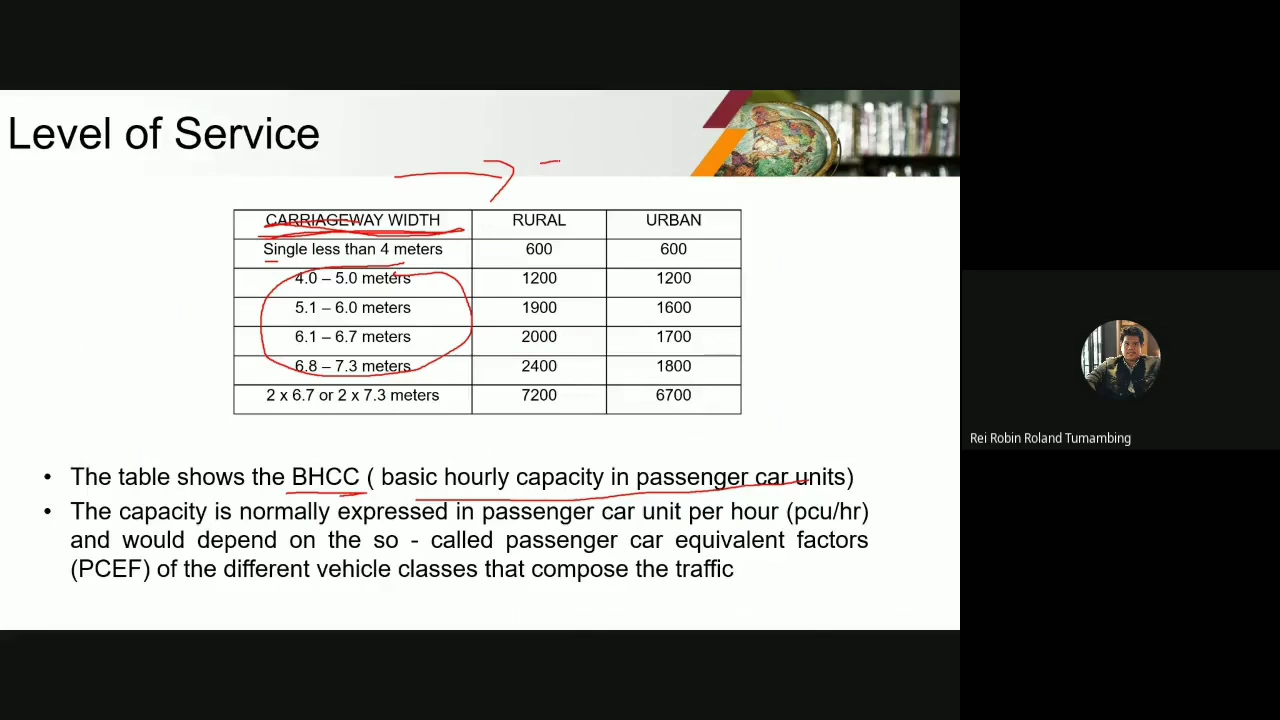 Level of Service
CARRIAGEWAY WIDTH RURAL URBAN
Single less than 4 meters 600 600
4.0 – 5.0 meters 1200 1200
5.1 – 6.0 meters 1900 1600
6.1 – 6.7 meters 2000 1700
6.8 – 7.3 meters 2400 1800
2 x 6.7 or 2 x 7.3 meters 7200 6700
• The table shows the BHCC ( basic hourly capacity in passenger car units)
• The capacity is normally expressed in passenger car unit per hour (pcu/hr)
and would depend on the so - called passenger car equivalent factors
(PCEF) of the different vehicle classes that compose the traffic
Rei Robin Roland Tumambing